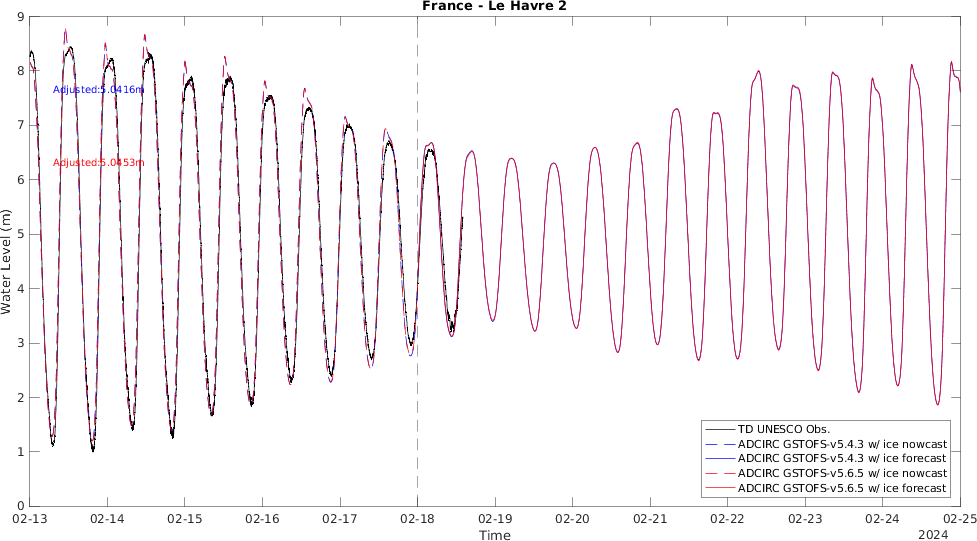 France - Le Havre 2
9
8
7
6
5
4
3
2
1
0
Water Level (m)
Adjusted:5.0416m
Adjusted:5.0453m
TD UNESCO Obs.
ADCIRC GSTOFS-v5.4.3 w/ ice nowcast
ADCIRC GSTOFS-v5.4.3 w/ ice forecast
ADCIRC GSTOFS-v5.6.5 w/ ice nowcast
ADCIRC GSTOFS-v5.6.5 w/ ice forecast
02-13 02-14 02-15 02-16 02-17 02-18 02-19 02-20 02-21 02-22 02-23 02-24 02-25
Time
2024